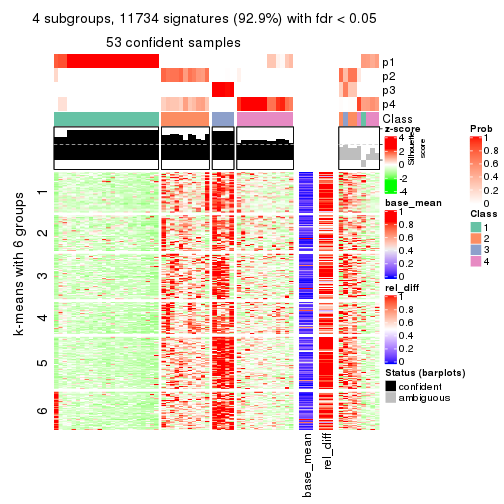 4 subgroups, 11734 signatures (92.9%) with fdr < 0.05
53 confident samples
p1
p2
p3
p4
Class
Silhouette
score
k-means with 6 groups
1
2
3
4
5
6
base_mean
rel_diff
z-score
4
2
0
-2
-4
base_mean
1
0.8
0.6
0.4
0.2
0
rel_diff
1
0.8
0.6
0.4
0.2
0
Status (barplots)
confident
ambiguous
Prob
1
0.8
0.6
0.4
0.2
0
Class
1
2
3
4